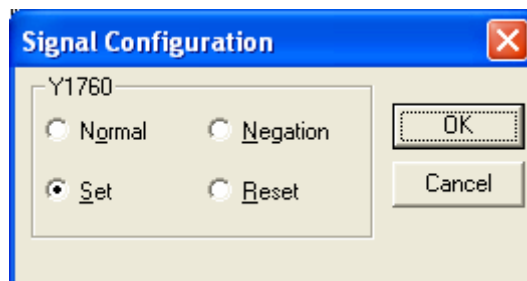 Signal Configuration
Y1760
Normal
Negation
OK
Set
Reset
Cancel